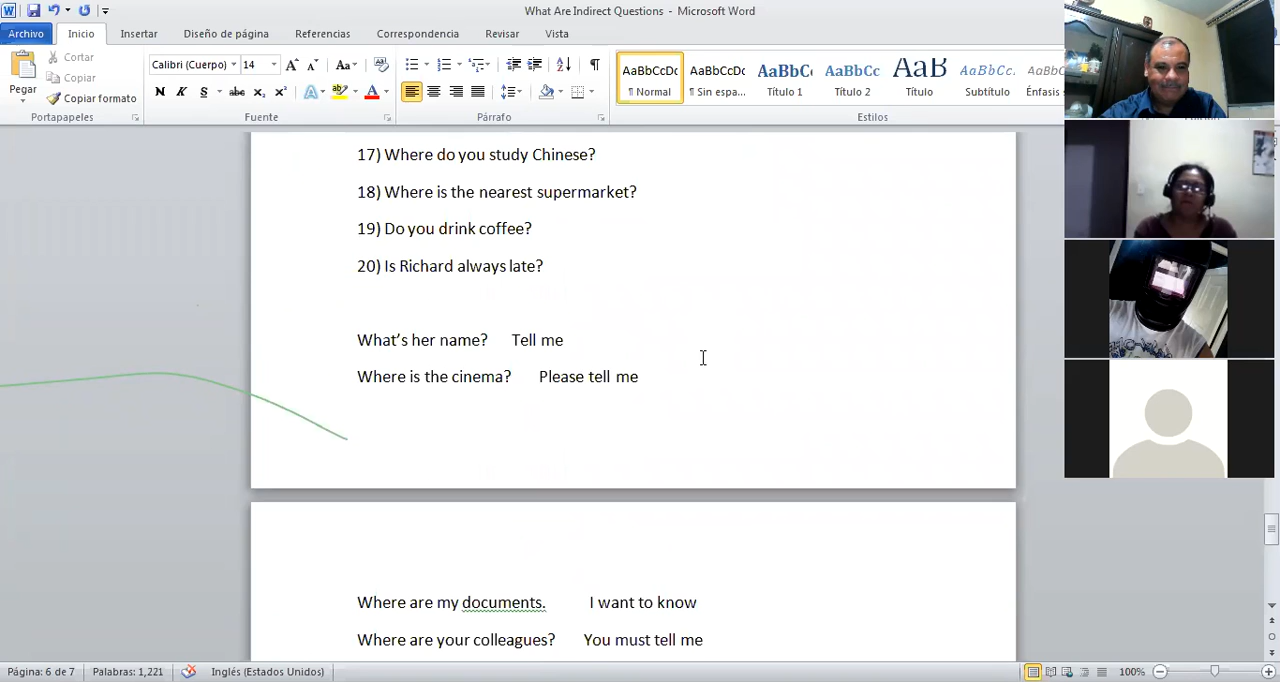 What Are Indirect Questions - Microsoft Word
Archivo Inicio Insertar Diseño de página Referencias Correspondencia Revisar Vista
Pegar
Cortar
Copiar
Copiar formato
Portapapeles
Calibri (Cuerpo) 14
Fuente
Párrafo
AaBbCcDc AaBbCcDc AaBbC AaBbCc AaB AaBbCc. AaBbCc
¶ Normal ¶ Sin espa... Título 1 Título 2 Título Subtítulo Énfasis
Estilos
17) Where do you study Chinese?
18) Where is the nearest supermarket?
19) Do you drink coffee?
20) Is Richard always late?
What's her name? Tell me
Where is the cinema? Please tell me
Where are my documents. I want to know
Where are your colleagues? You must tell me
Página: 6 de 7 Palabras: 1,221 Inglés (Estados Unidos) 100%